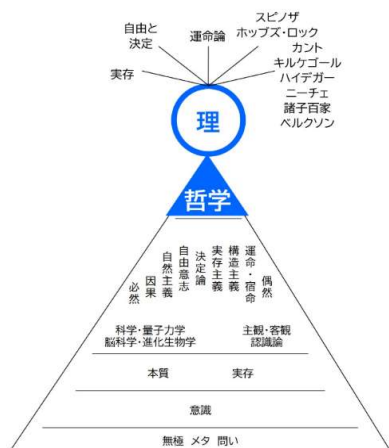 自由と
決定
運命論
実存
スピノザ
ホッブズ・ロック
カント
キルケゴール
ハイデガー
ニーチェ
諸子百家
ベルクソン
理
哲学
必然
因果
自然主義
自由意志
決定論
実存主義
構造主義
運命・宿命
偶然
科学・量子力学
脳科学・進化生物学
主観・客観
認識論
本質 実存
意識
無極 メタ 問い